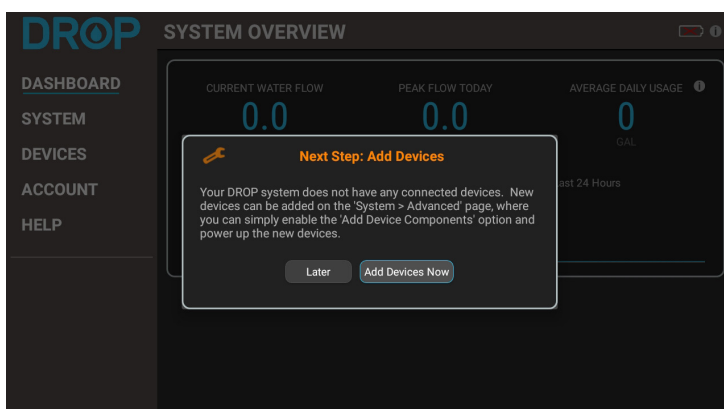 DROP
SYSTEM OVERVIEW
DASHBOARD
SYSTEM
DEVICES
ACCOUNT
HELP
CURRENT WATER FLOW
PEAK FLOW TODAY
AVERAGE DAILY USAGE
0.0
0.0
0
GAL
ast 24 Hours
Next Step: Add Devices
Your DROP system does not have any connected devices. New
devices can be added on the 'System > Advanced' page, where
you can simply enable the 'Add Device Components' option and
power up the new devices.
Later
Add Devices Now